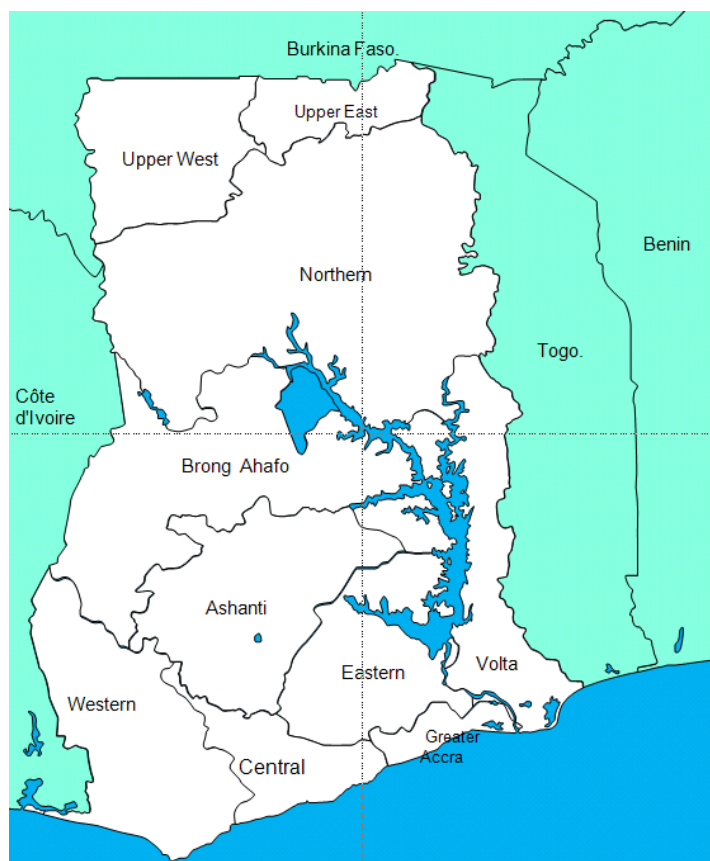 Burkina Faso.
Upper East
Upper West
Benin
Northern
Togo.
Côte
d'Ivoire
Brong Ahafo
Ashanti
Volta
Eastern
Western
Greater
Accra
Central